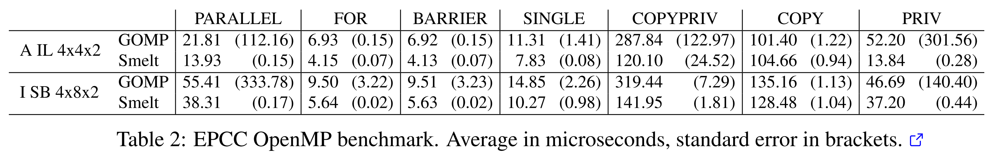 PARALLEL FOR BARRIER SINGLE COPYPRIV COPY PRIV
A IL 4x4x2 GOMP 21.81 (112.16) 6.93 (0.15) 6.92 (0.15) 11.31 (1.41) 287.84 (122.97) 101.40 (1.22) 52.20 (301.56)
Smelt 13.93 (0.15) 4.15 (0.07) 4.13 (0.07) 7.83 (0.08) 120.10 (24.52) 104.66 (0.94) 13.84 (0.28)
I SB 4x8x2 GOMP 55.41 (333.78) 9.50 (3.22) 9.51 (3.23) 14.85 (2.26) 319.44 (7.29) 135.16 (1.13) 46.69 (140.40)
Smelt 38.31 (0.17) 5.64 (0.02) 5.63 (0.02) 10.27 (0.98) 141.95 (1.81) 128.48 (1.04) 37.20 (0.44)
Table 2: EPCC OpenMP benchmark. Average in microseconds, standard error in brackets.